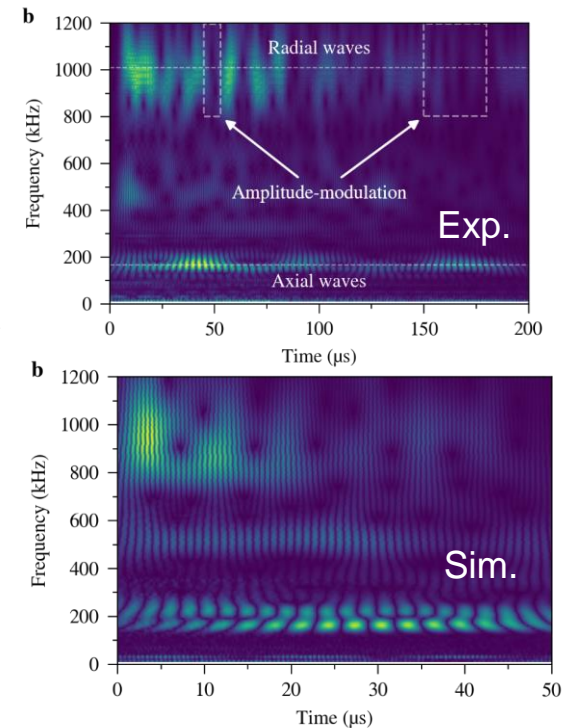 b
1200
Radial waves
1000
800
600
Amplitude-modulation
400
Exp.
200
Axial waves
0
0 50 100 150 200
Frequency (kHz)
Time (μs)
b
1200
1000
800
600
Sim.
400
200
0
0 10 20 30 40 50
Frequency (kHz)
Time (μs)